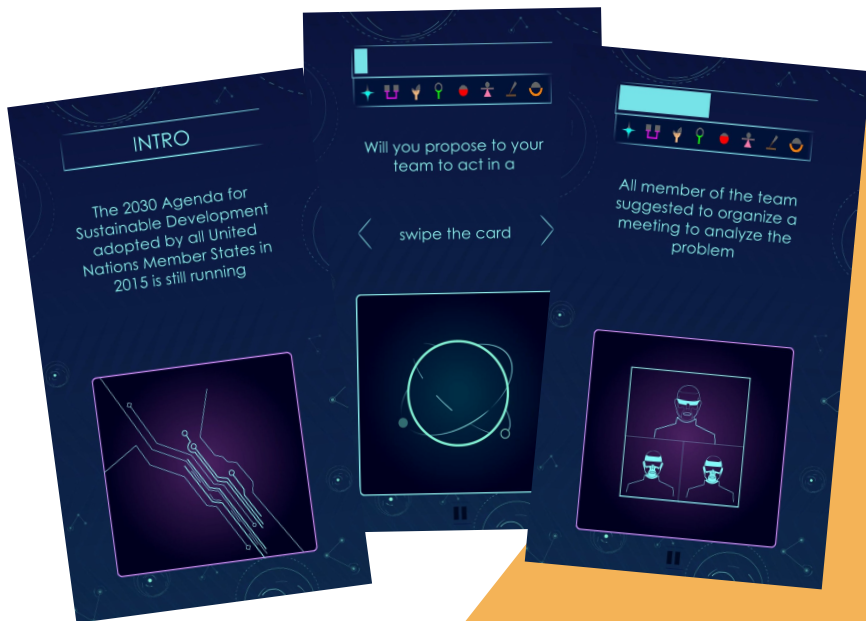 INTRO
The 2030 Agenda for
Sustainable Development
adopted by all United
Nations Member States in
2015 is still running
Will you propose to your
team to act in a
swipe the card
All member of the team
suggested to organize a
meeting to analyze the
problem